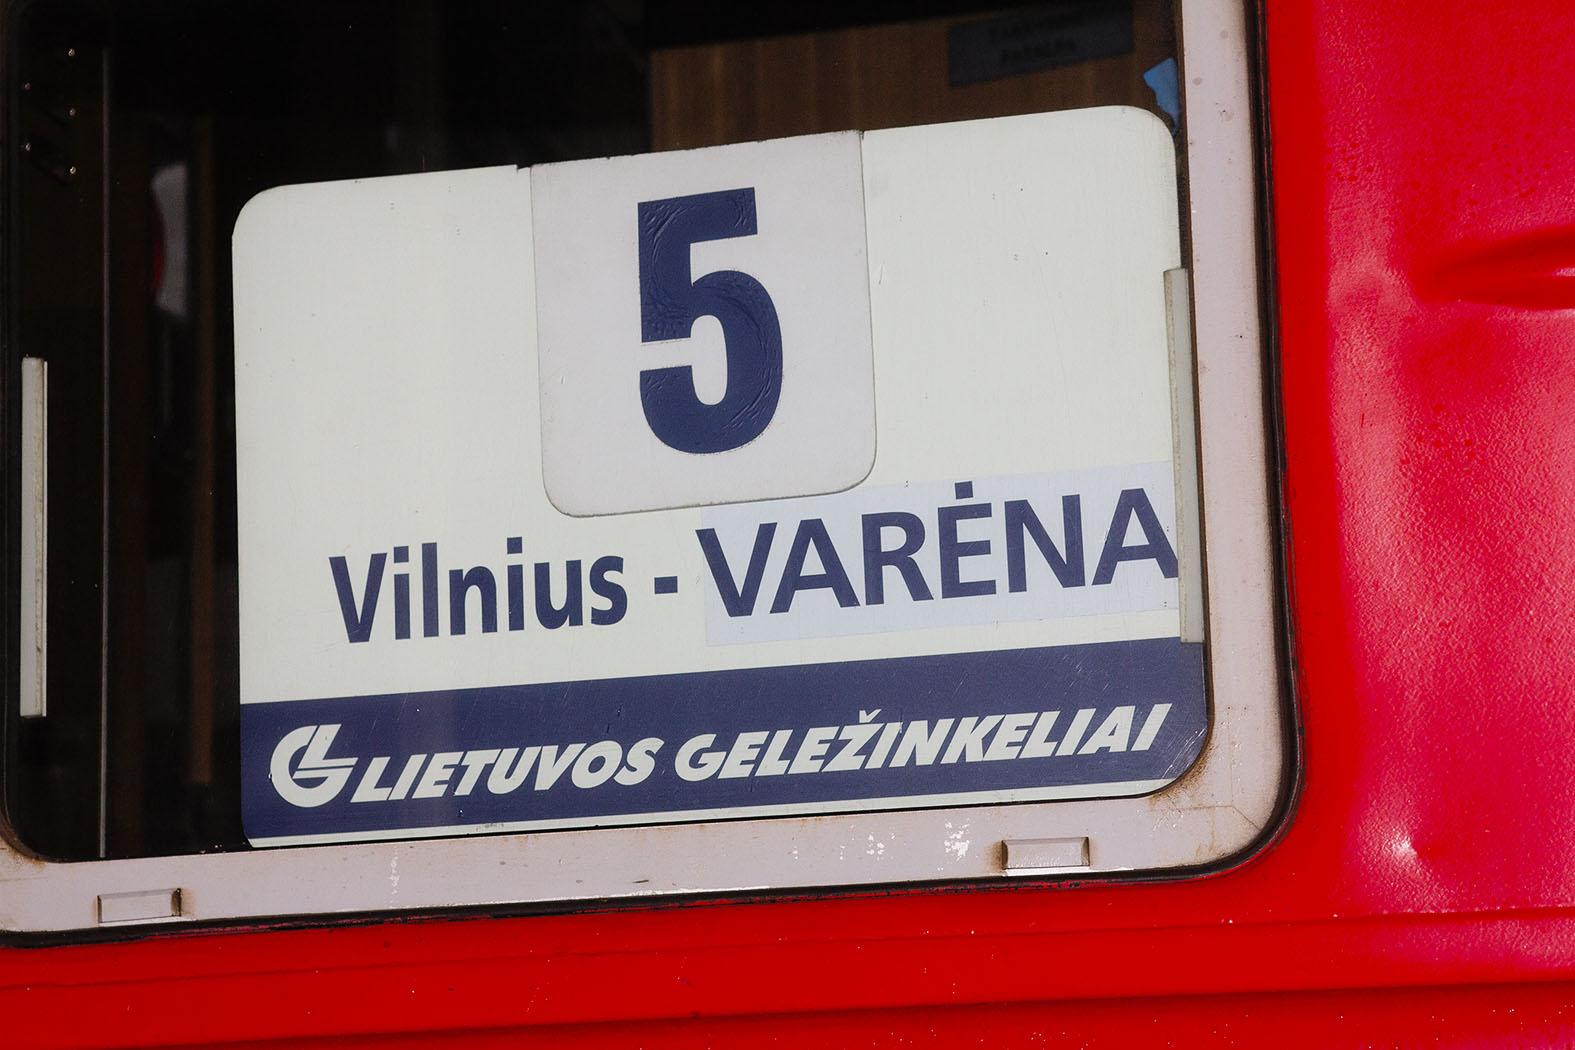 5
Vilnius - VARĖNA
LIETUVOS GELEŽINKELIAI